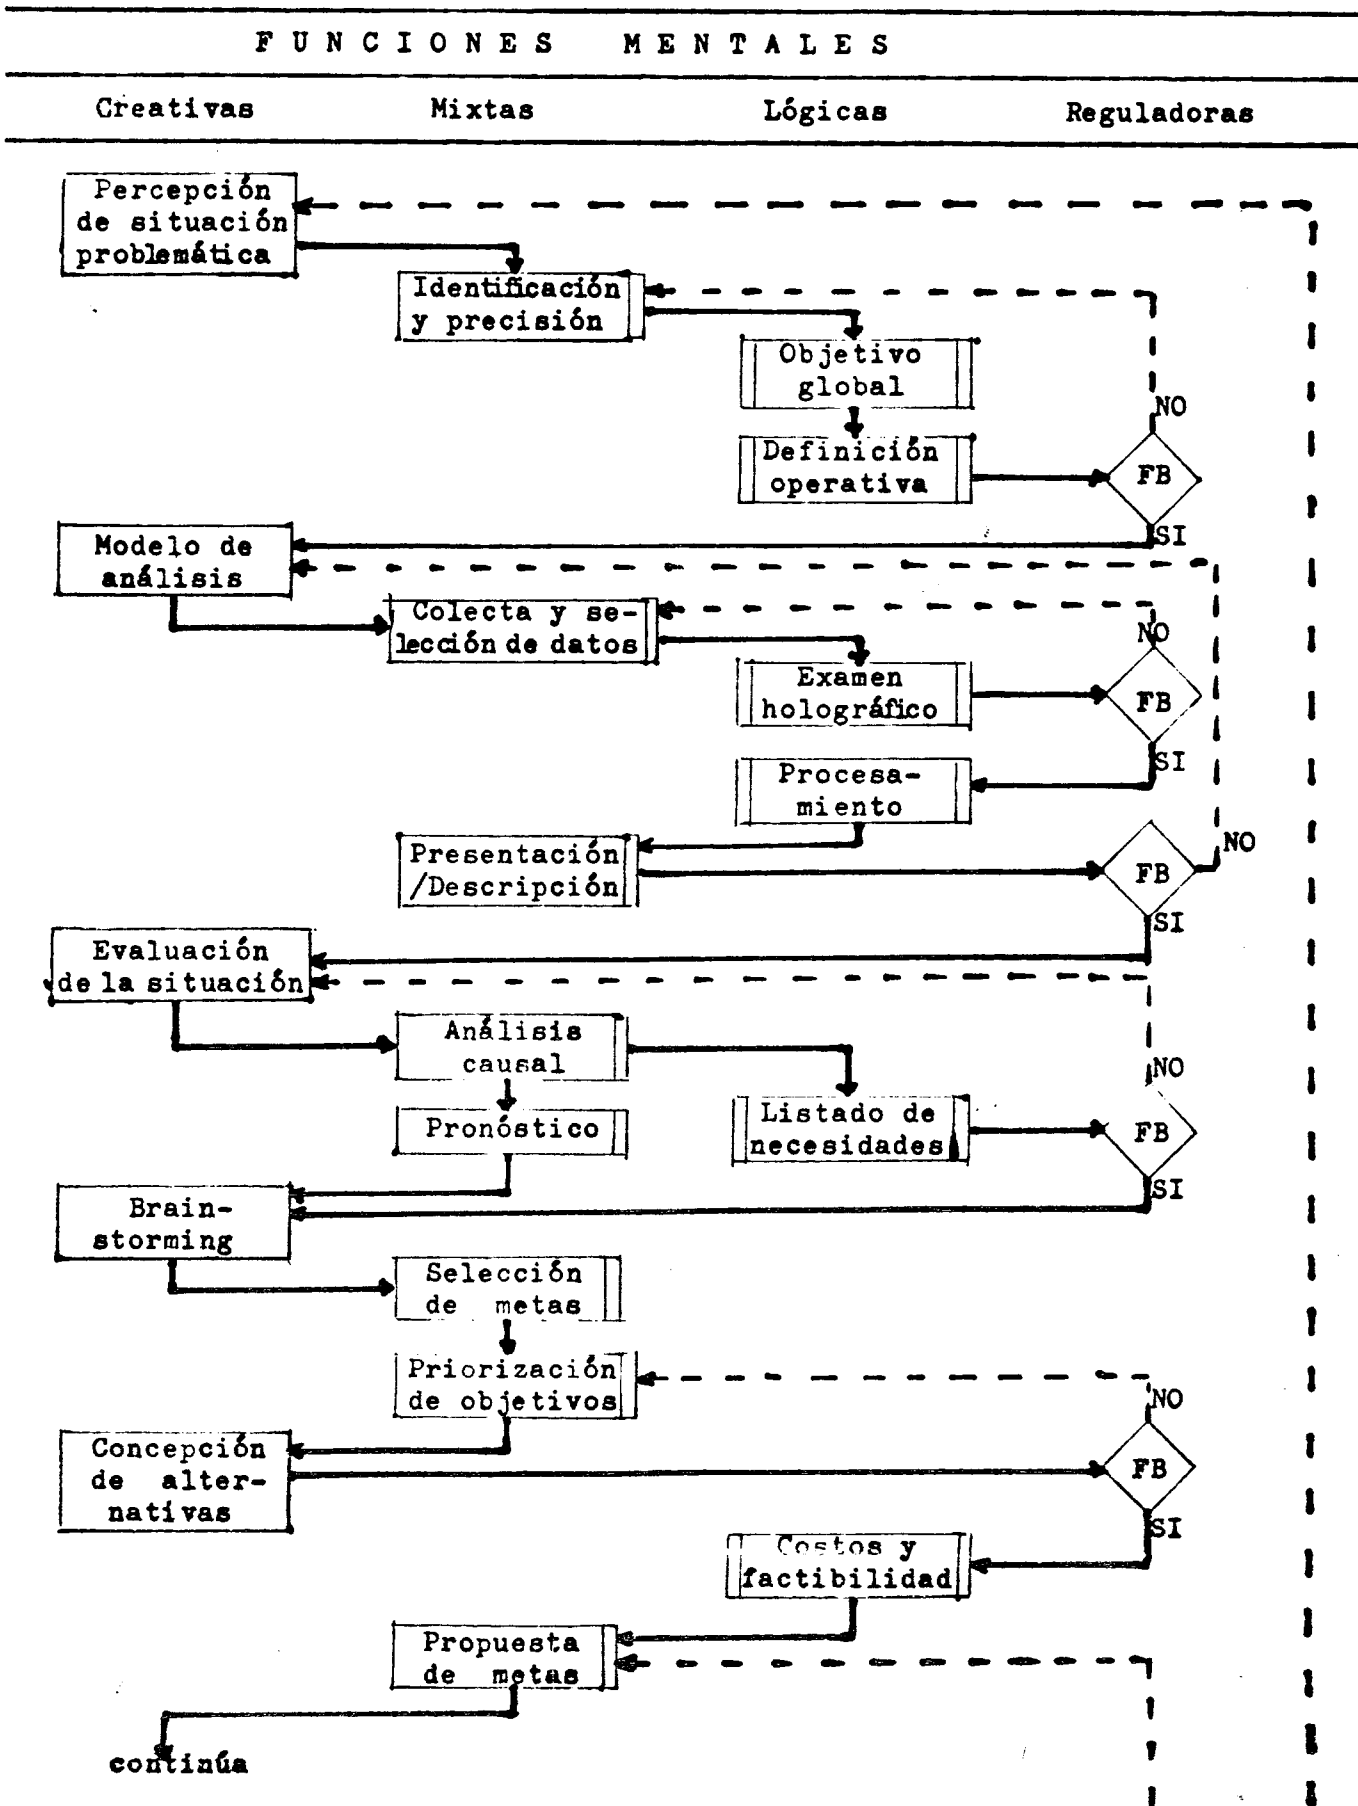 FUNCIONES MENTALES
Creativas Mixtas Lógicas Reguladoras
Percepción
de situación
problemática
Identificación
y precisión
Objetivo
global
NO
Definición
operativa
FB
SI
Modelo de
análisis
Colecta y se-
lección de datos
NO
Examen
holográfico
FB
SI
Procesa-
miento
NO
Presentación
/Descripción
FB
SI
Evaluación
de la situación
Análisis
causal
NO
Listado de
necesidades
Pronóstico
FB
SI
Brain-
storming
Selección
de metas
Priorización
de objetivos
NO
Concepción
de alter-
nativas
FB
SI
Costos y
factibilidad
Propuesta
de metas
continúa